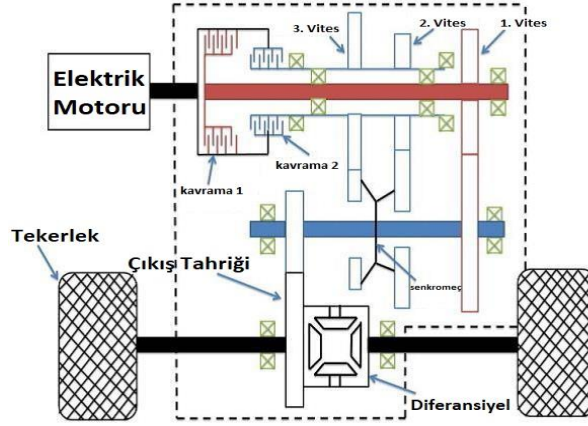 3. Vites
2. Vites
1. Vites
Elektrik
Motoru
kavrama 1
kavrama 2
Tekerlek
Çıkış Tahriği
senkromeç
Diferansiyel